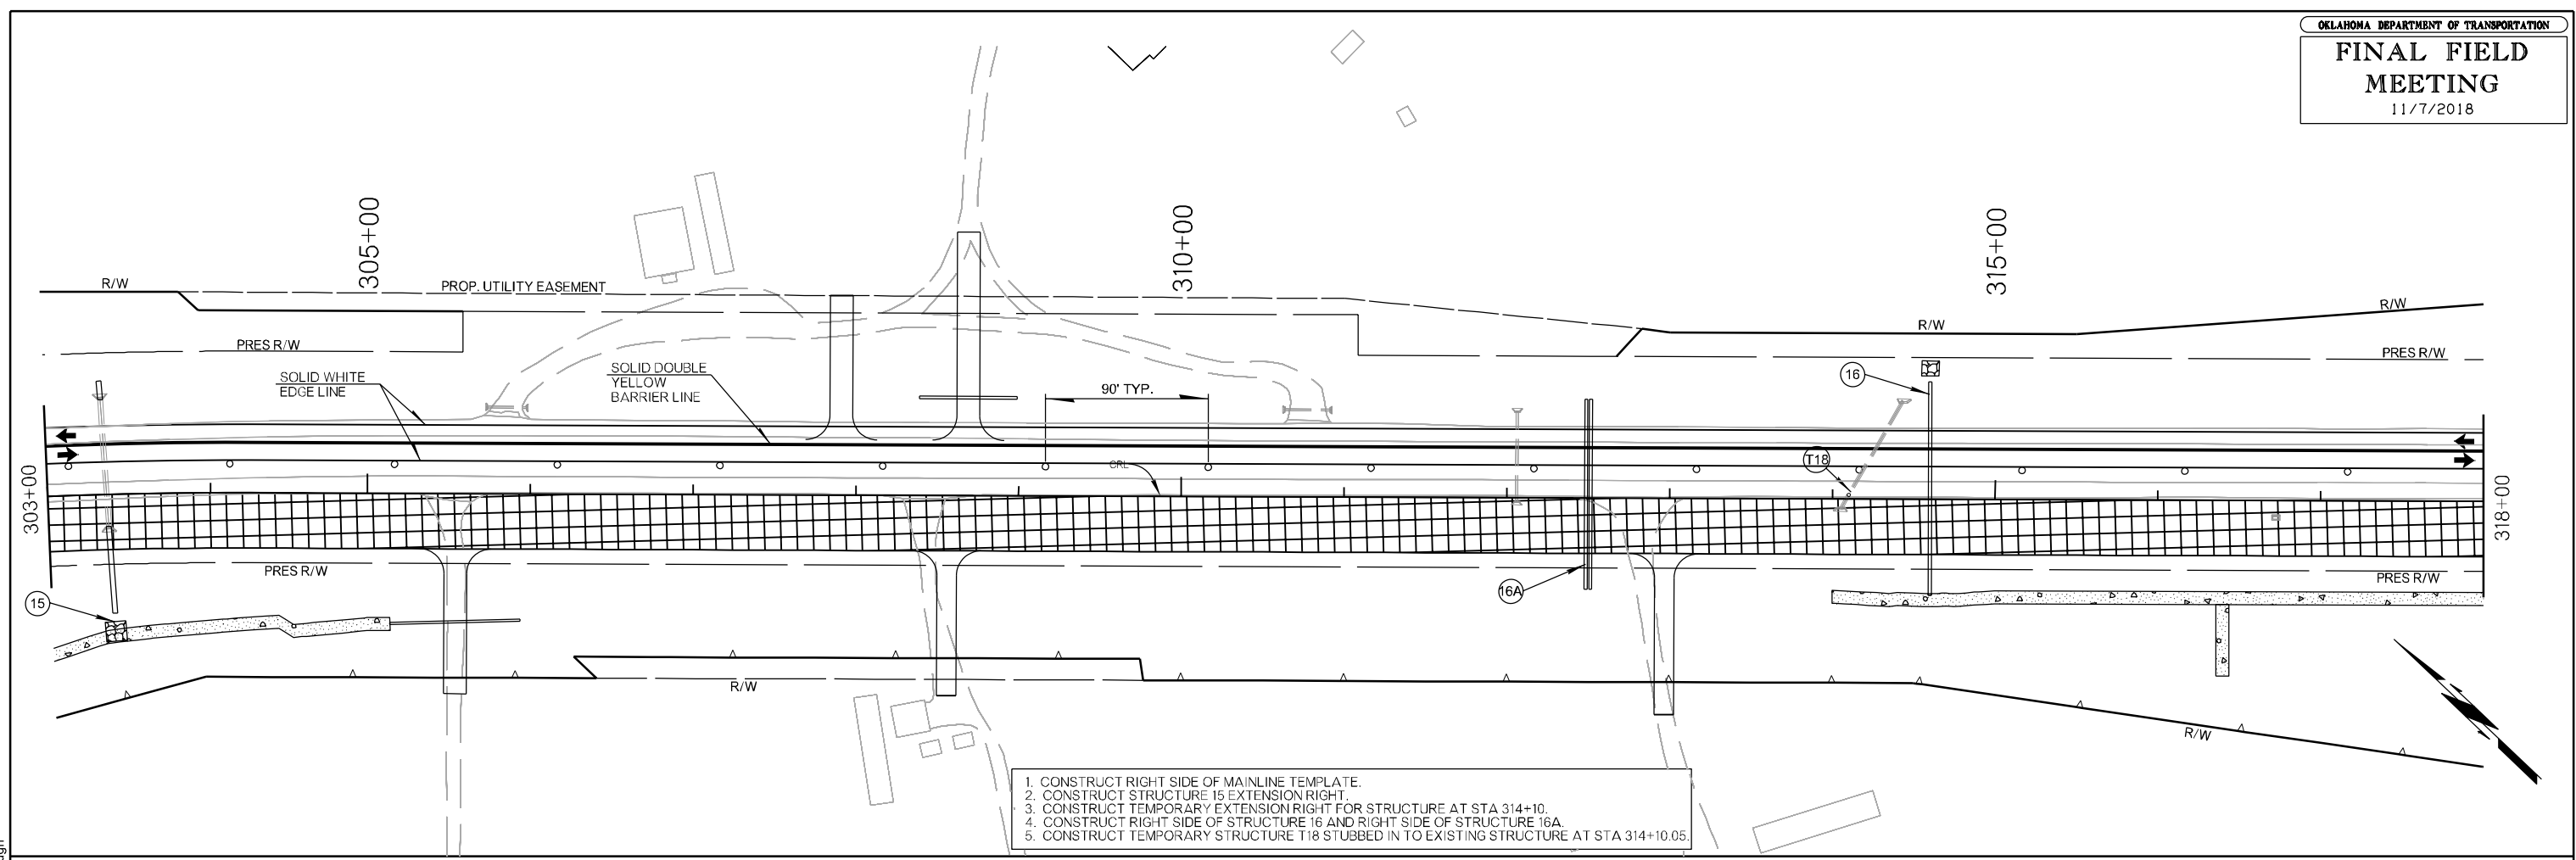 OKLAHOMA DEPARTMENT OF TRANSPORTATION
FINAL FIELD
MEETING
11/7/2018
305+00
310+00
315+00
R/W
PROP. UTILITY EASEMENT
R/W
R/W
PRES R/W
PRES R/W
SOLID WHITE
EDGE LINE
SOLID DOUBLE
YELLOW
BARRIER LINE
90' TYP.
16
303+00
CRL
T18
318+00
PRES R/W
16A
PRES R/W
15
R/W
R/W
1. CONSTRUCT RIGHT SIDE OF MAINLINE TEMPLATE.
2. CONSTRUCT STRUCTURE 15 EXTENSION RIGHT.
3. CONSTRUCT TEMPORARY EXTENSION RIGHT FOR STRUCTURE AT STA 314+10.
4. CONSTRUCT RIGHT SIDE OF STRUCTURE 16 AND RIGHT SIDE OF STRUCTURE 16A.
5. CONSTRUCT TEMPORARY STRUCTURE T18 STUBBED IN TO EXISTING STRUCTURE AT STA 314+10.05.